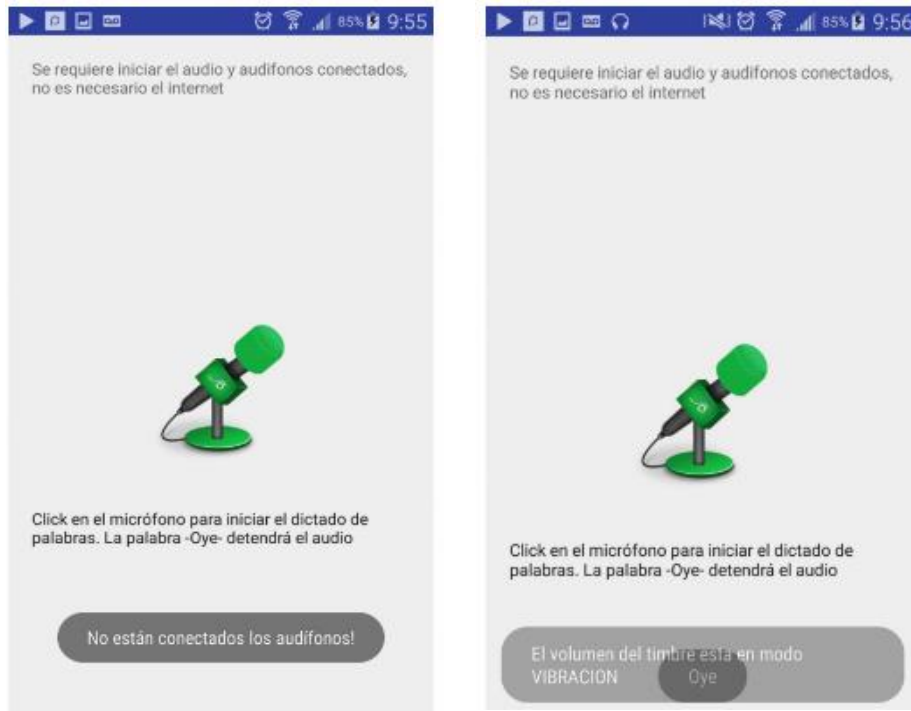 85% 9:55
Se requiere iniciar el audio y audifonos conectados,
no es necesario el internet
Click en el micrófono para iniciar el dictado de
palabras. La palabra -Oye- detendrá el audio
No están conectados los audífonos!
85% 9:56
Se requiere iniciar el audio y audifonos conectados,
no es necesario el internet
Click en el micrófono para iniciar el dictado de
palabras. La palabra -Oye- detendrá el audio
El volumen del timbre esta en modo
VIBRACION
Oye